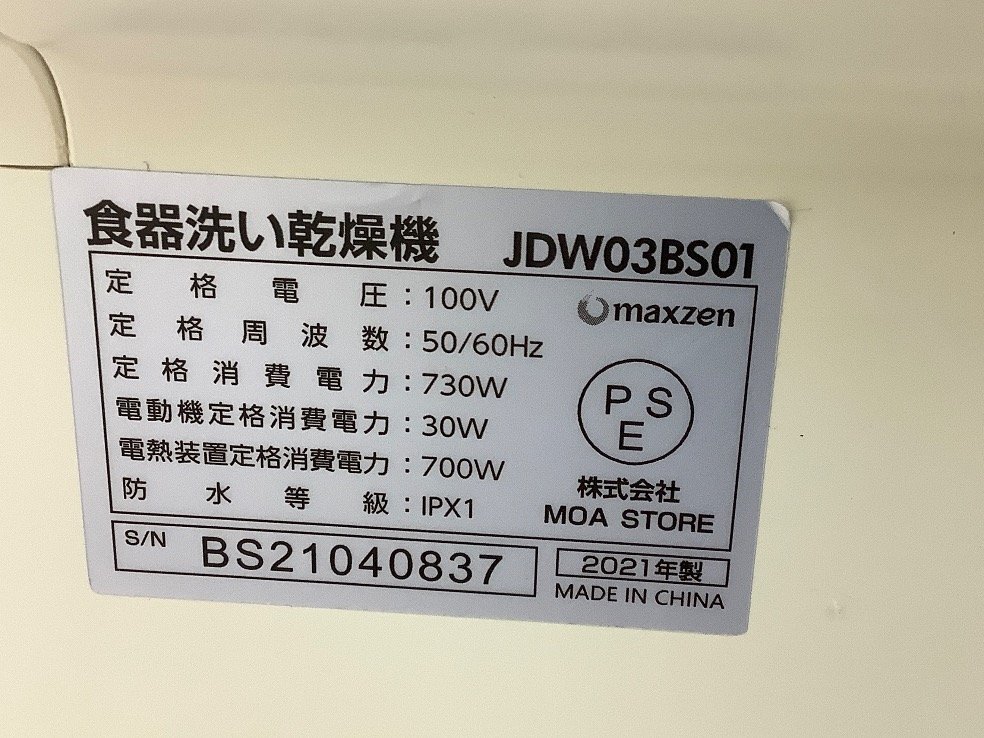 食器洗い乾燥機 JDW03BS01
定格電圧：100V
maxzen
定格周波数：50/60Hz
定格消費電力：730W
電動機定格消費電力：30W
電熱装置定格消費電力：700W
防水等級：IPX1
PSE
株式会社
MOA STORE
S/N BS21040837
2021年製
MADE IN CHINA